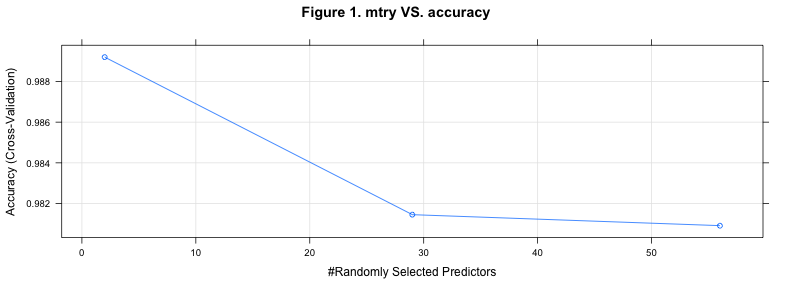 Figure 1. mtry VS. accuracy
Accuracy (Cross-Validation)
0.988
0.986
0.984
0.982
0 10 20 30 40 50
#Randomly Selected Predictors